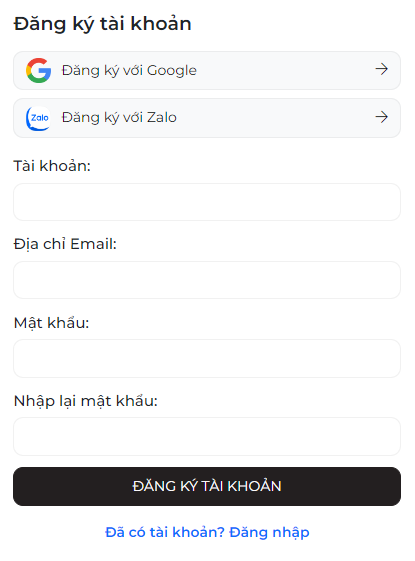 Đăng ký tài khoản
Đăng ký với Google
Zalo
Đăng ký với Zalo
Tài khoản:
Địa chỉ Email:
Mật khẩu:
Nhập lại mật khẩu:
ĐĂNG KÝ TÀI KHOẢN
Đã có tài khoản? Đăng nhập